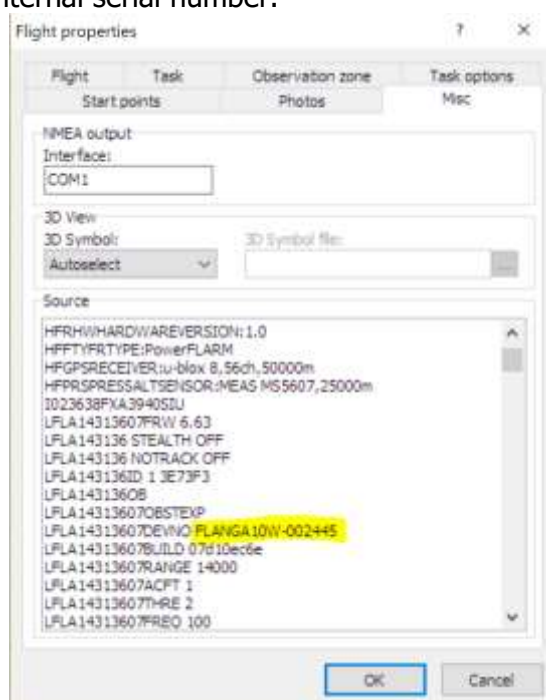 nternal serial number.
Flight properties ? ×
Flight Task Observation zone Task options
Start points Photos Misc
NMEA output
Interface:
COM1
3D View
3D Symbol: 3D Symbol file:
Autoselect ...
Source
HFRHWHARDWAREVERSION:1.0
HFFTYFRTYPE:PowerFLARM
HFGPSRECEIVER:u-blox 8,56ch,50000m
HFPRSPRESSALTSENSOR:MEAS MS5607,25000m
I023638FXA3940SIU
LFLA14313607FRW 6.63
LFLA143136 STEALTH OFF
LFLA143136 NOTRACK OFF
LFLA143136ID 1 3E73F3
LFLA143136OB
LFLA14313607OBSTEXP
LFLA14313607DEVNO FLANGA10W-002445
LFLA14313607BUILD 07d10ec6e
LFLA14313607RANGE 14000
LFLA14313607ACFT 1
LFLA14313607THRE 2
LFLA14313607FREQ 100
OK Cancel